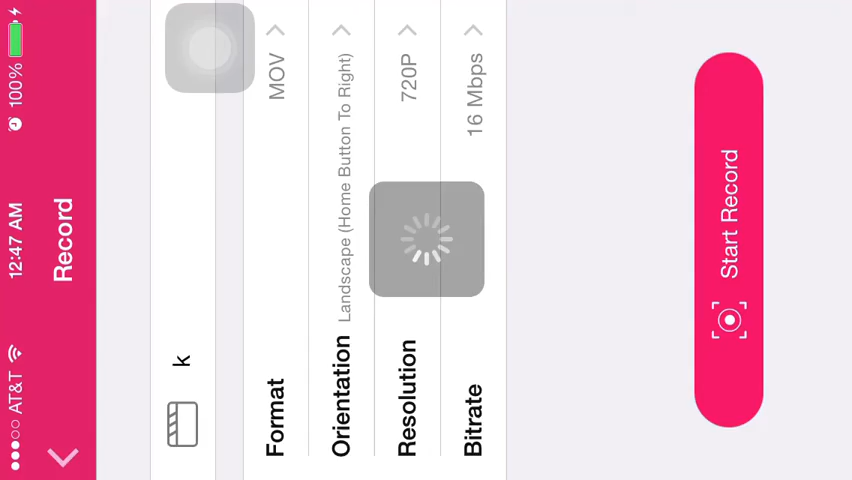 AT&T 12:47 AM 100%
Record
k
Format MOV
Orientation Landscape (Home Button To Right)
Resolution 720P
Bitrate 16 Mbps
Start Record